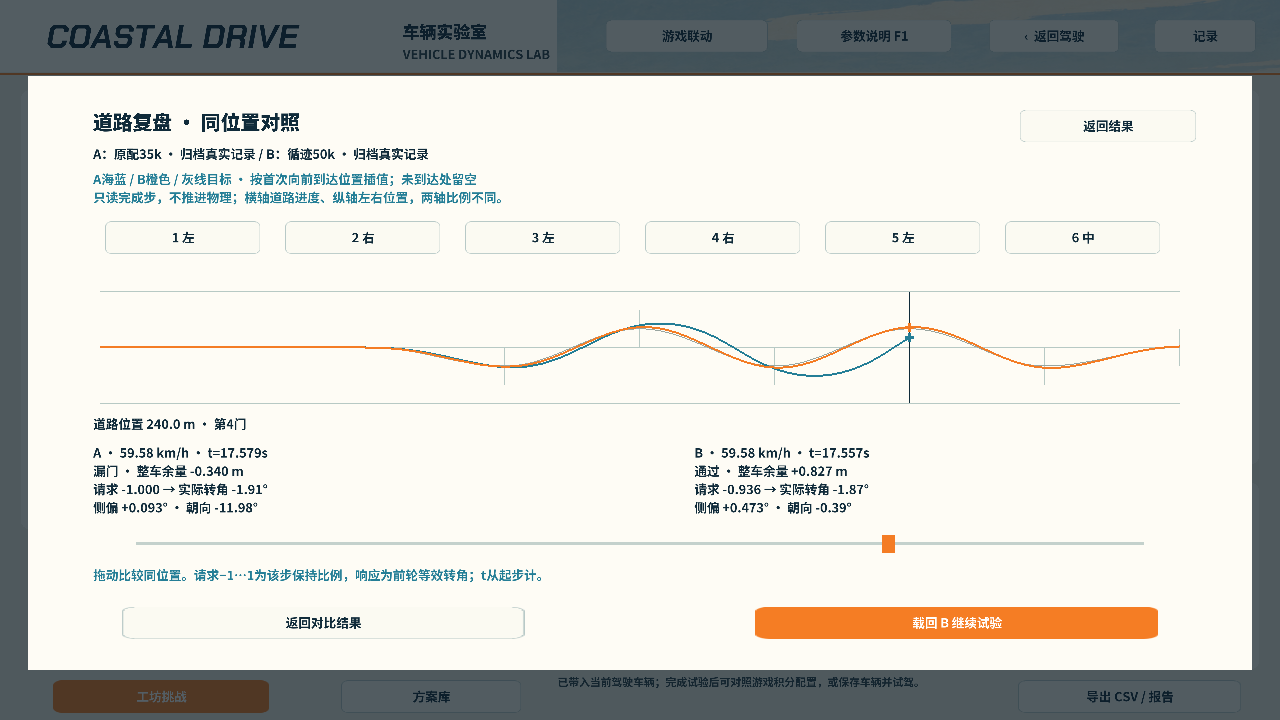 COASTAL DRIVE
车辆实验室
VEHICLE DYNAMICS LAB
游戏联动
参数说明 F1
‹ 返回驾驶
记录
道路复盘 · 同位置对照
返回结果
A：原配35k · 归档真实记录 / B：循迹50k · 归档真实记录
A海蓝 / B橙色 / 灰线目标 · 按首次向前到达位置插值；未到达处留空
只读完成步，不推进物理；横轴道路进度、纵轴左右位置，两轴比例不同。
1 左
2 右
3 左
4 右
5 左
6 中
道路位置 240.0 m · 第4门
A · 59.58 km/h · t=17.579s
漏门 · 整车余量 -0.340 m
请求 -1.000 → 实际转角 -1.91°
侧偏 +0.093° · 朝向 -11.98°
B · 59.58 km/h · t=17.557s
通过 · 整车余量 +0.827 m
请求 -0.936 → 实际转角 -1.87°
侧偏 +0.473° · 朝向 -0.39°
拖动比较同位置。请求−1…1为该步保持比例，响应为前轮等效转角；t从起步计。
返回对比结果
载回 B 继续试验
工坊挑战
方案库
已带入当前驾驶车辆；完成试验后可对照游戏积分配置，或保存车辆并试驾。
导出 CSV / 报告